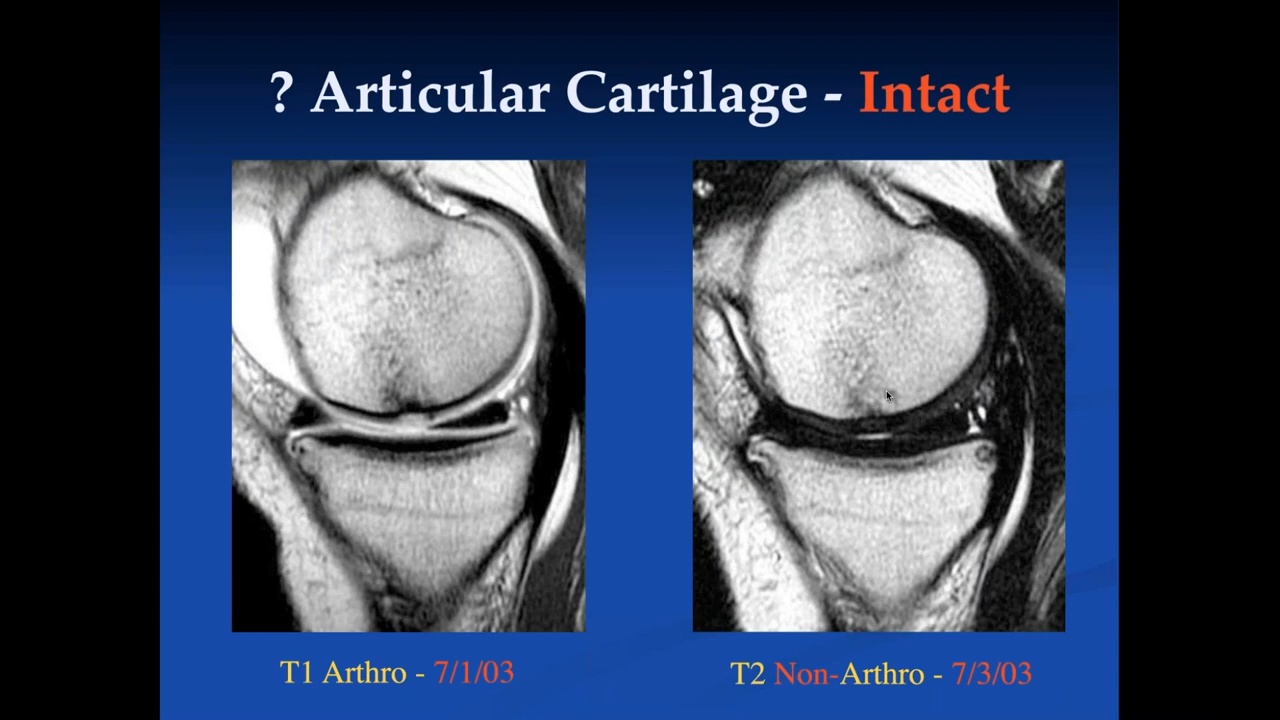 ? Articular Cartilage - Intact
T1 Arthro - 7/1/03
T2 Non-Arthro - 7/3/03